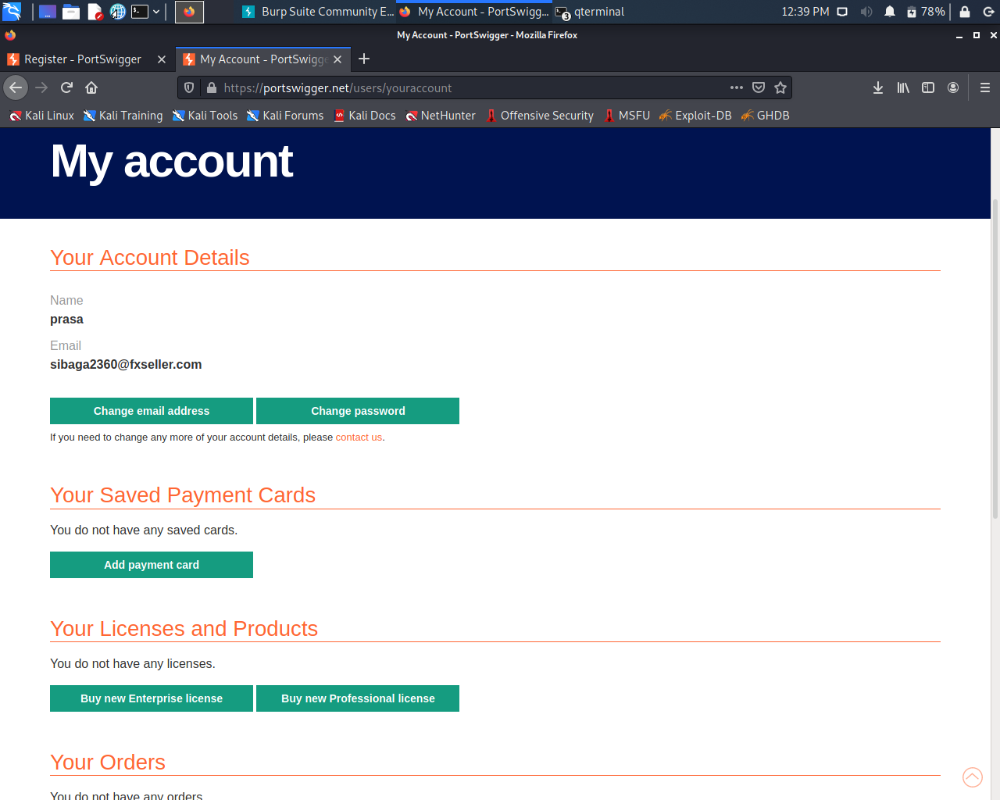 Burp Suite Community E...
My Account - PortSwigg...
3
qterminal
12:39 PM
78%
My Account - PortSwigger - Mozilla Firefox
Register - PortSwigger
My Account - PortSwigge
https://portswigger.net/users/youraccount
Kali Linux
Kali Training
Kali Tools
Kali Forums
Kali Docs
NetHunter
Offensive Security
MSFU
Exploit-DB
GHDB
My account
Your Account Details
Name
prasa
Email
sibaga2360@fxseller.com
Change email address
Change password
If you need to change any more of your account details, please contact us.
Your Saved Payment Cards
You do not have any saved cards.
Add payment card
Your Licenses and Products
You do not have any licenses.
Buy new Enterprise license
Buy new Professional license
Your Orders
You do not have any orders